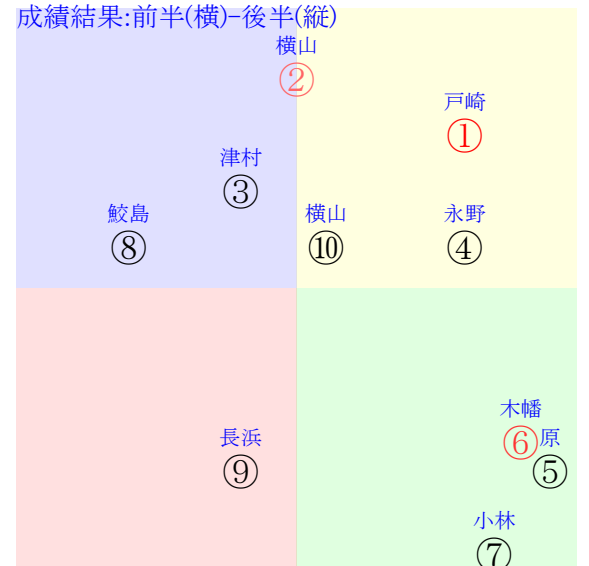 成績結果:前半(横)-後半(縦)
横山
②
戸崎
①
津村
③
鮫島
⑧
横山
⑩
永野
④
木幡
⑥
原
⑤
長浜
⑨
小林
⑦